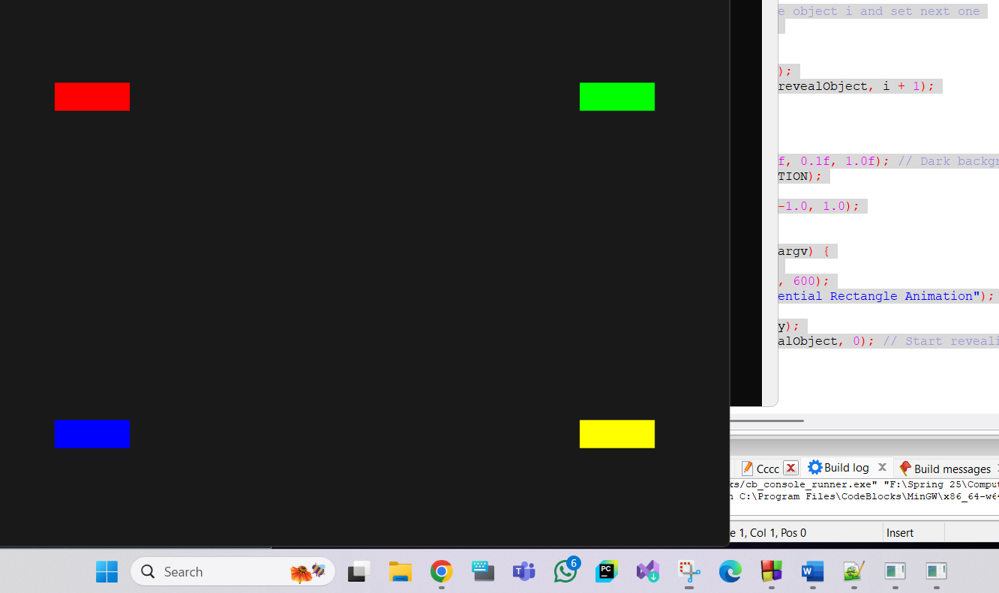 e object i and set next one
);
revealObject, i + 1);
f, 0.1f, 1.0f); // Dark backgr
TION);
-1.0, 1.0);
argv) {
, 600);
ential Rectangle Animation");
y);
alObject, 0); // Start reveali
Cccc
Build log
Build messages
ks/cb_console_runner.exe" "F:\Spring 25\Comput
n C:\Program Files\CodeBlocks\MinGW\x86_64-w64
e 1, Col 1, Pos 0
Insert
Search
T
6
PC
W